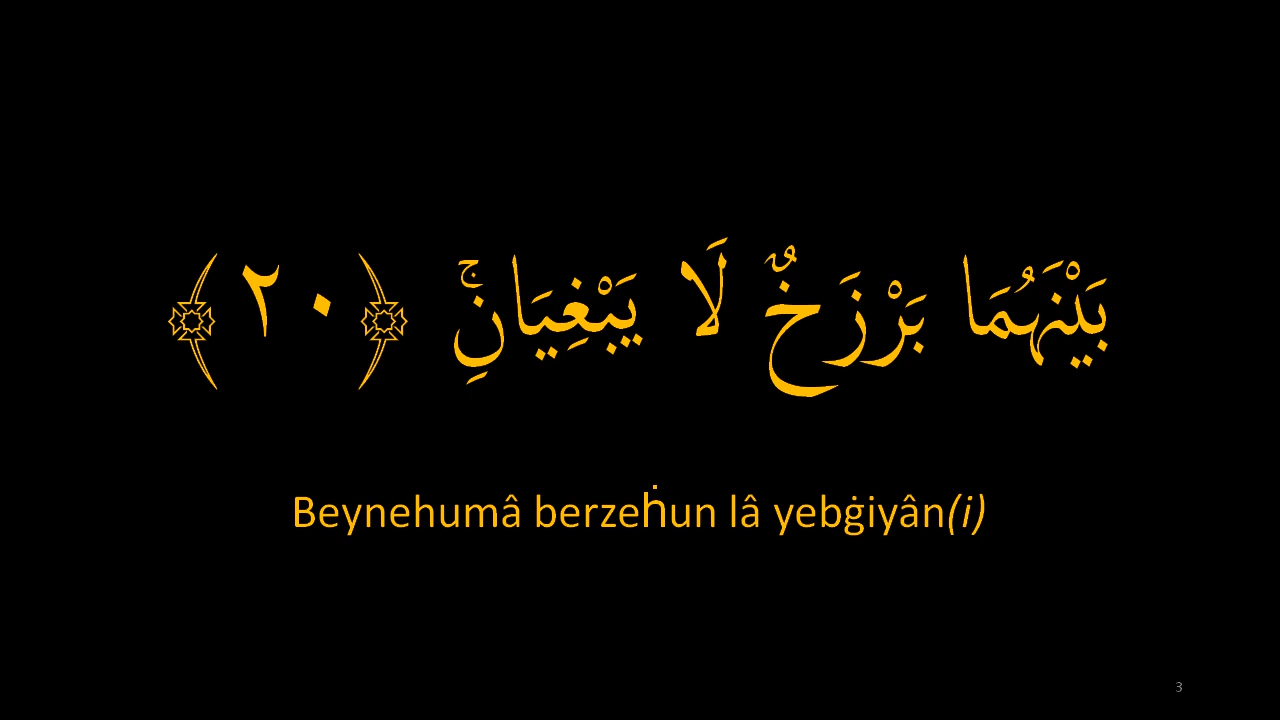 بَيْنَهُمَا بَرْزَخٌ لَا يَبْغِيَانِۚ ﴿٢٠﴾
Beynehumâ berzeḣun lâ yebġiyân(i)
3